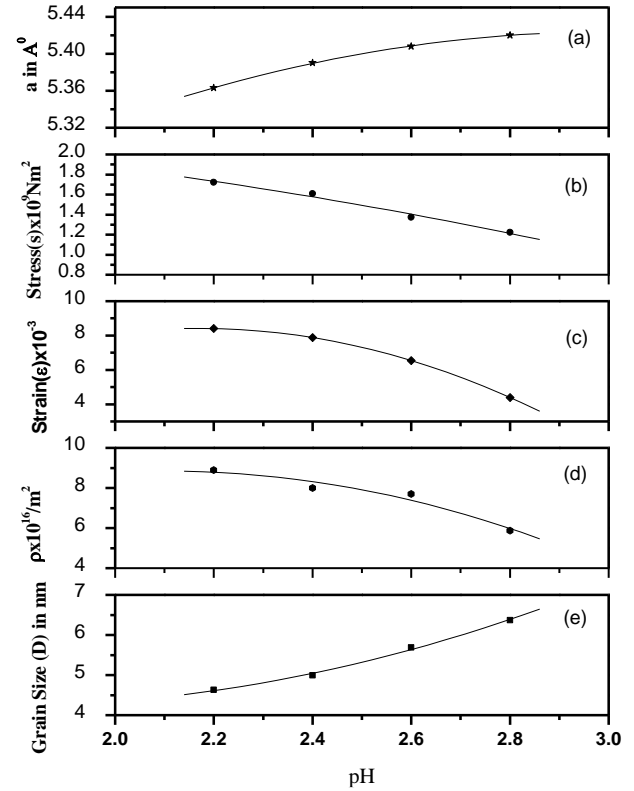 5.44
5.40
5.36
5.32
a in A⁰
(a)
2.0
1.8
1.6
1.4
1.2
1.0
0.8
Stress(s)x10⁹Nm²
(b)
10
8
6
4
Strain(ε)x10⁻³
(c)
10
8
6
4
ρx10¹⁶/m²
(d)
7
6
5
4
Grain Size (D) in nm
(e)
2.0 2.2 2.4 2.6 2.8 3.0
pH